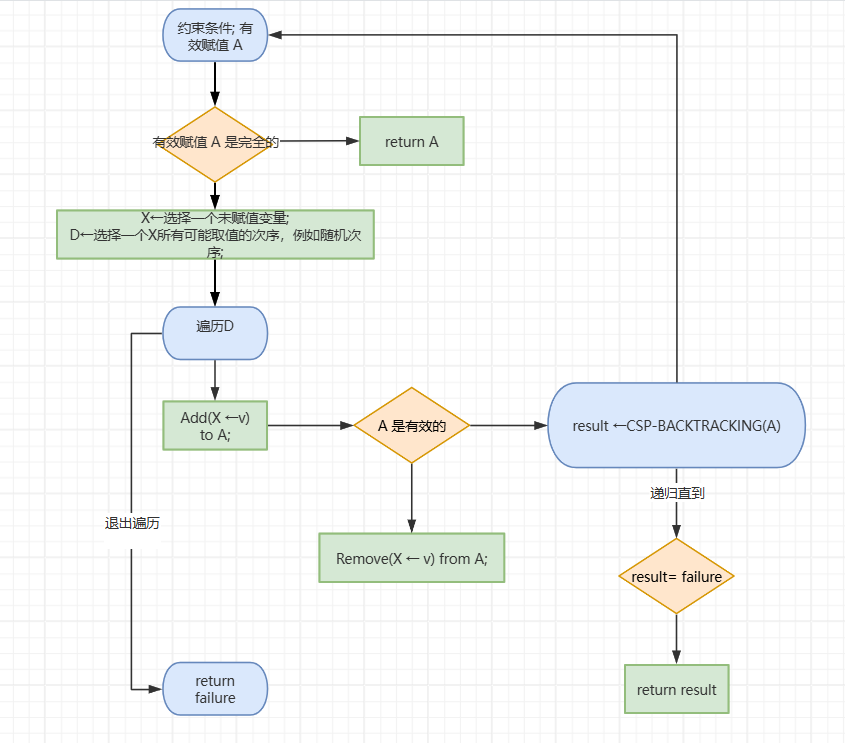 约束条件; 有
效赋值 A
有效赋值 A 是完全的
return A
X←选择一个未赋值变量;
D←选择一个X所有可能取值的次序，例如随机次
序;
遍历D
Add(X ←v)
to A;
A 是有效的
result ←CSP-BACKTRACKING(A)
递归直到
退出遍历
Remove(X ← v) from A;
result= failure
return
failure
return result